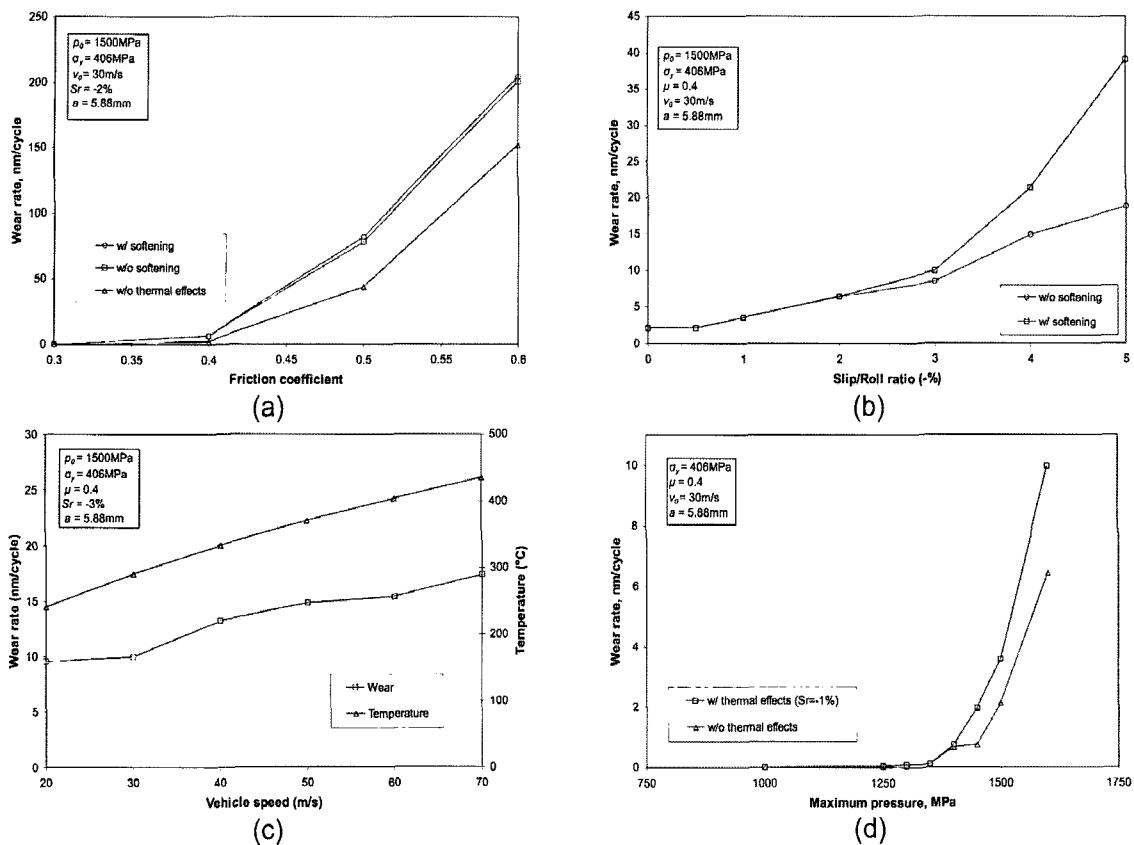 250
200
150
100
50
0
Wear rate, nm/cycle
p₀ = 1500MPa
σᵧ = 406MPa
v₀ = 30m/s
Sr = -2%
a = 5.88mm
w/ softening
w/o softening
w/o thermal effects
0.3 0.35 0.4 0.45 0.5 0.55 0.6
Friction coefficient
(a)
45
40
35
30
25
20
15
10
5
0
Wear rate, nm/cycle
p₀ = 1500MPa
σᵧ = 406MPa
μ = 0.4
v₀ = 30m/s
a = 5.88mm
w/o softening
w/ softening
0 1 2 3 4 5
Slip/Roll ratio (-%)
(b)
30
25
20
15
10
5
0
Wear rate (nm/cycle)
p₀ = 1500MPa
σᵧ = 406MPa
μ = 0.4
Sr = -3%
a = 5.88mm
Wear
Temperature
500
400
300
200
100
0
Temperature (°C)
20 30 40 50 60 70
Vehicle speed (m/s)
(c)
10
8
6
4
2
0
Wear rate, nm/cycle
σᵧ = 406MPa
μ = 0.4
v₀ = 30m/s
a = 5.88mm
w/ thermal effects (Sr=-1%)
w/o thermal effects
750 1000 1250 1500 1750
Maximum pressure, MPa
(d)